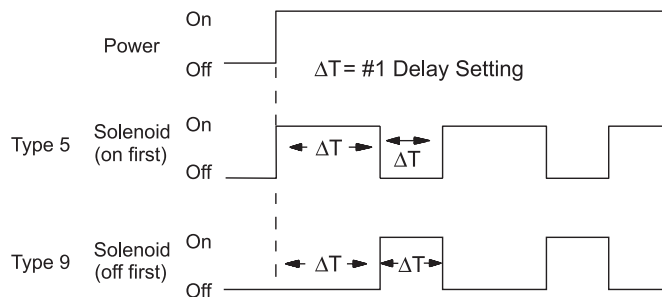 On
Power
Off
ΔT= #1 Delay Setting
Type 5 Solenoid (on first)
On
Off
ΔT
ΔT
Type 9 Solenoid (off first)
On
Off
ΔT
ΔT